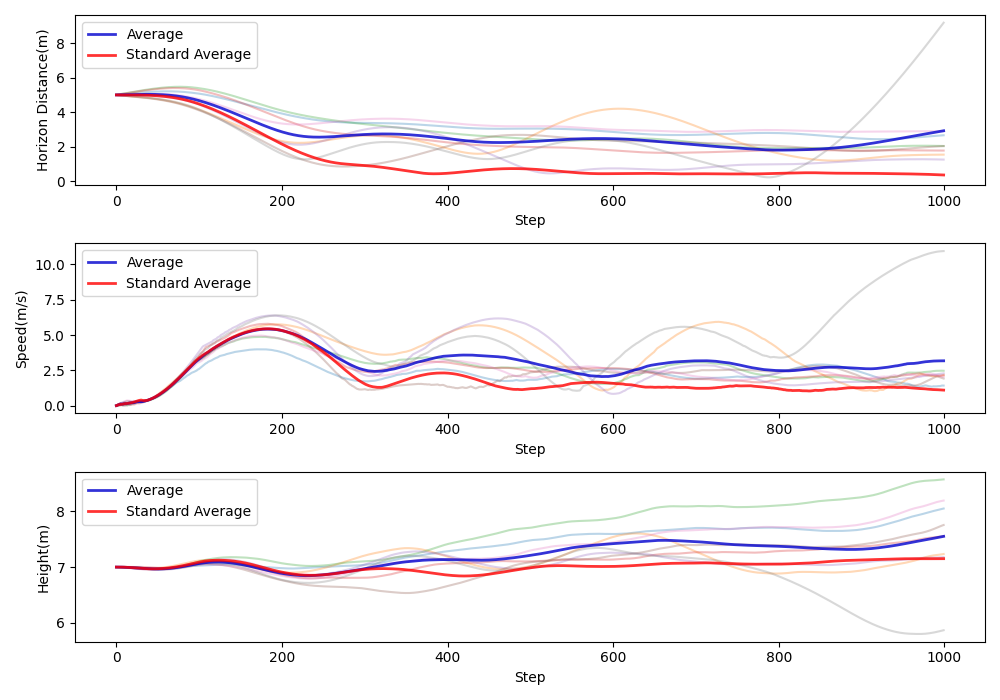 Average
Standard Average
Horizon Distance(m)
8
6
4
2
0
0 200 400 600 800 1000
Step
Average
Standard Average
Speed(m/s)
10.0
7.5
5.0
2.5
0.0
0 200 400 600 800 1000
Step
Average
Standard Average
Height(m)
8
7
6
0 200 400 600 800 1000
Step